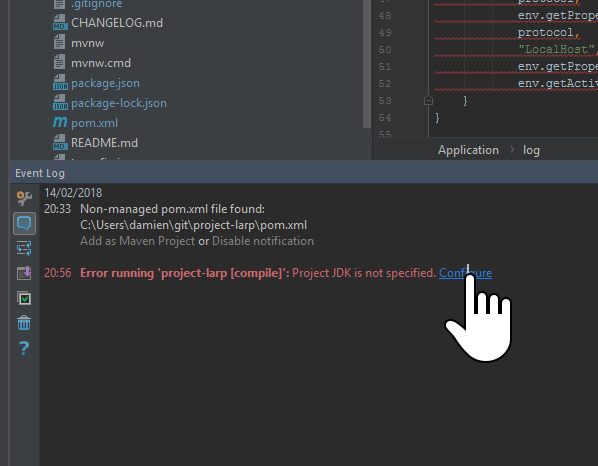 .gitignore
CHANGELOG.md
mvnw
mvnw.cmd
package.json
package-lock.json
pom.xml
README.md
48 env.getPrope
49 protocol,
50 "LocalHost",
51 env.getPrope
52 env.getActiv
53 }
54 }
55
Application > log
Event Log
14/02/2018
20:33 Non-managed pom.xml file found:
C:\Users\damien\git\project-larp\pom.xml
Add as Maven Project or Disable notification
20:56 Error running 'project-larp [compile]': Project JDK is not specified. Configure
?